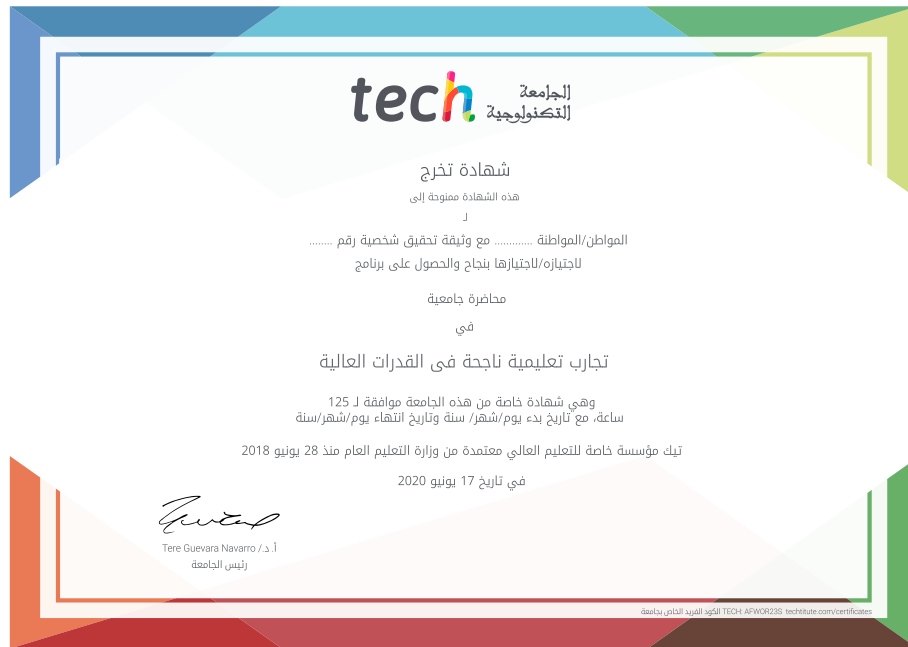 tech الجامعة
التكنولوجية
شهادة تخرج
هذه الشهادة ممنوحة إلى
لـ
المواطن/المواطنة ............ مع وثيقة تحقيق شخصية رقم ........
لاجتيازه/لاجتيازها بنجاح والحصول على برنامج
محاضرة جامعية
في
تجارب تعليمية ناجحة فى القدرات العالية
وهي شهادة خاصة من هذه الجامعة موافقة لـ 125
ساعة، مع تاريخ بدء يوم/شهر/ سنة وتاريخ انتهاء يوم/شهر/سنة
تيك مؤسسة خاصة للتعليم العالي معتمدة من وزارة التعليم العام منذ 28 يونيو 2018
في تاريخ 17 يونيو 2020
أ. د./ Tere Guevara Navarro
رئيس الجامعة
الكود الفريد الخاص بجامعة TECH: AFWOR23S techtitute.com/certificates